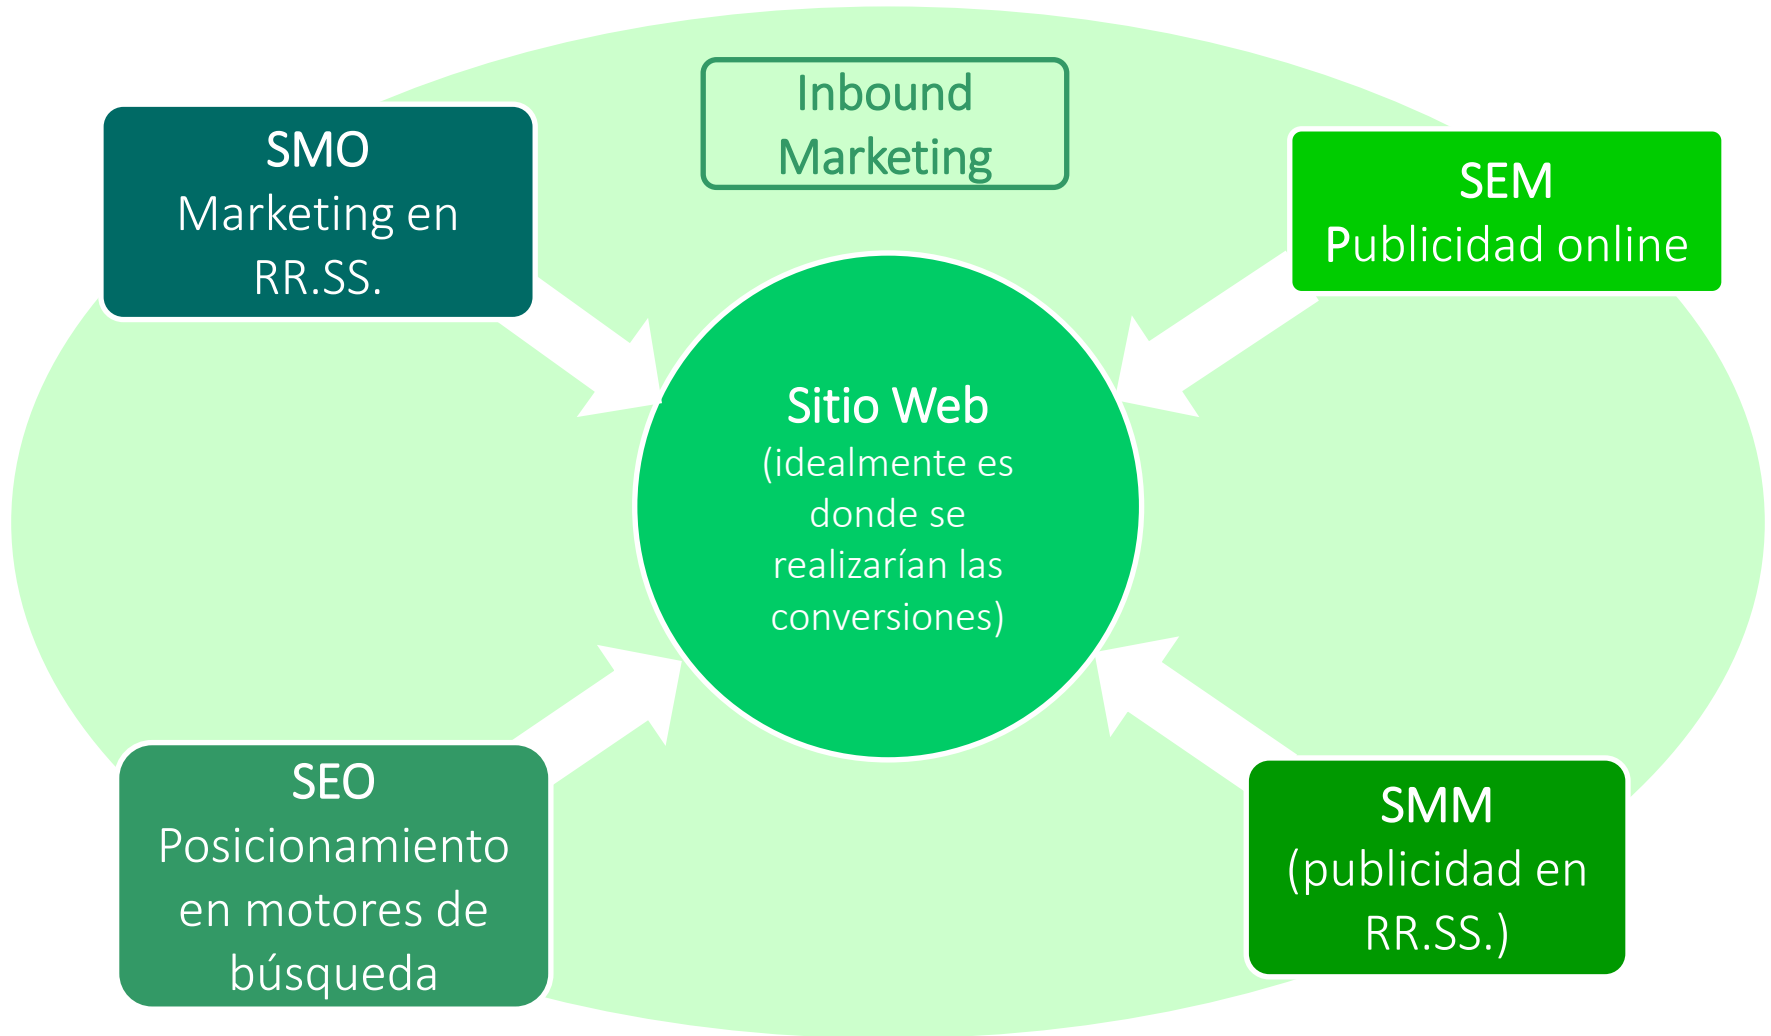 Inbound
Marketing
SMO
Marketing en
RR.SS.
SEM
Publicidad online
Sitio Web
(idealmente es
donde se
realizarían las
conversiones)
SEO
Posicionamiento
en motores de
búsqueda
SMM
(publicidad en
RR.SS.)